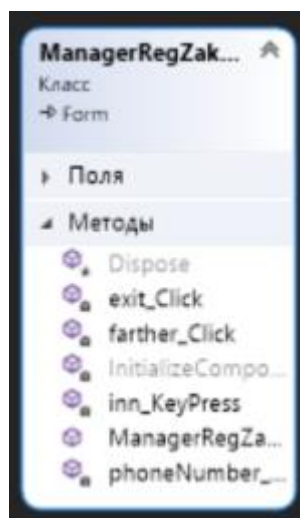 ManagerRegZak...
Класс
Form
Поля
Методы
Dispose
exit_Click
farther_Click
InitializeCompo...
inn_KeyPress
ManagerRegZa...
phoneNumber_...